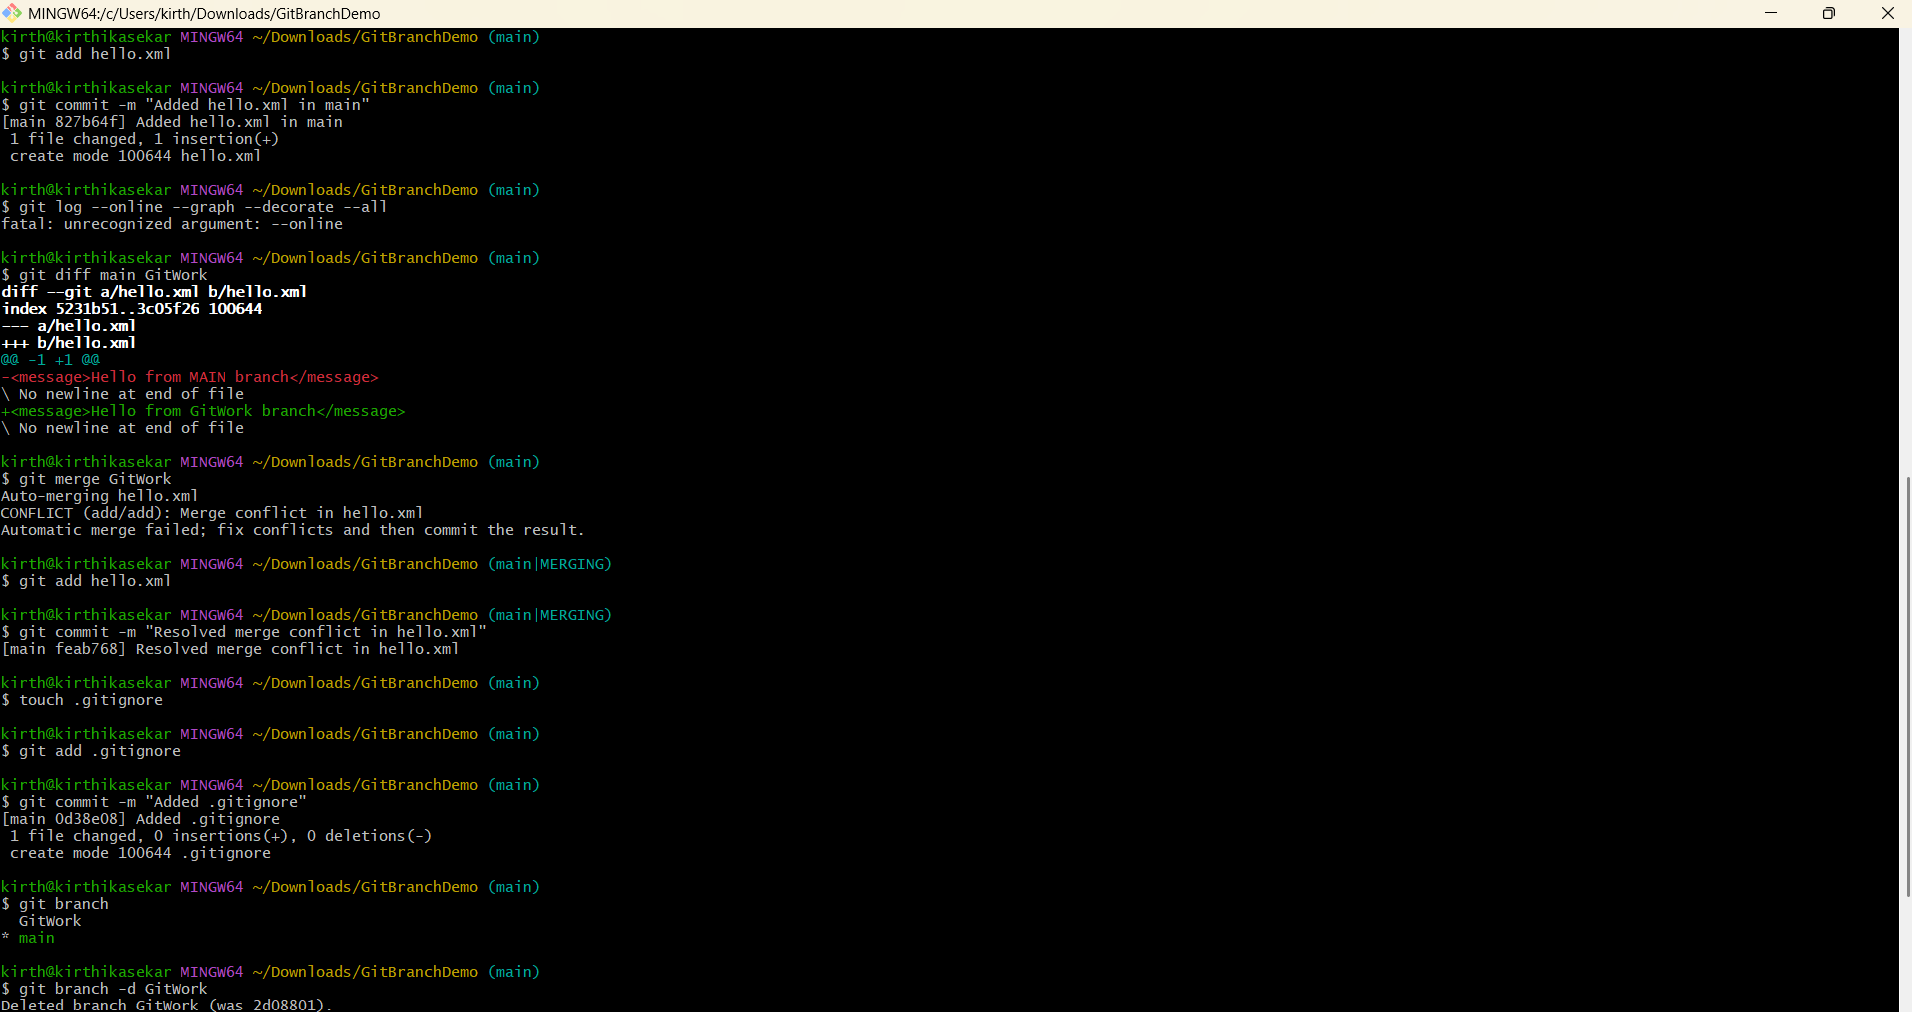 MINGW64:/c/Users/kirth/Downloads/GitBranchDemo
kirth@kirthikasekar MINGW64 ~/Downloads/GitBranchDemo (main)
$ git add hello.xml
kirth@kirthikasekar MINGW64 ~/Downloads/GitBranchDemo (main)
$ git commit -m "Added hello.xml in main"
[main 827b64f] Added hello.xml in main
 1 file changed, 1 insertion(+)
 create mode 100644 hello.xml
kirth@kirthikasekar MINGW64 ~/Downloads/GitBranchDemo (main)
$ git log --online --graph --decorate --all
fatal: unrecognized argument: --online
kirth@kirthikasekar MINGW64 ~/Downloads/GitBranchDemo (main)
$ git diff main GitWork
diff --git a/hello.xml b/hello.xml
index 5231b51..3c05f26 100644
--- a/hello.xml
+++ b/hello.xml
@@ -1 +1 @@
-<message>Hello from MAIN branch</message>
\ No newline at end of file
+<message>Hello from GitWork branch</message>
\ No newline at end of file
kirth@kirthikasekar MINGW64 ~/Downloads/GitBranchDemo (main)
$ git merge GitWork
Auto-merging hello.xml
CONFLICT (add/add): Merge conflict in hello.xml
Automatic merge failed; fix conflicts and then commit the result.
kirth@kirthikasekar MINGW64 ~/Downloads/GitBranchDemo (main|MERGING)
$ git add hello.xml
kirth@kirthikasekar MINGW64 ~/Downloads/GitBranchDemo (main|MERGING)
$ git commit -m "Resolved merge conflict in hello.xml"
[main feab768] Resolved merge conflict in hello.xml
kirth@kirthikasekar MINGW64 ~/Downloads/GitBranchDemo (main)
$ touch .gitignore
kirth@kirthikasekar MINGW64 ~/Downloads/GitBranchDemo (main)
$ git add .gitignore
kirth@kirthikasekar MINGW64 ~/Downloads/GitBranchDemo (main)
$ git commit -m "Added .gitignore"
[main 0d38e08] Added .gitignore
 1 file changed, 0 insertions(+), 0 deletions(-)
 create mode 100644 .gitignore
kirth@kirthikasekar MINGW64 ~/Downloads/GitBranchDemo (main)
$ git branch
  GitWork
* main
kirth@kirthikasekar MINGW64 ~/Downloads/GitBranchDemo (main)
$ git branch -d GitWork
Deleted branch GitWork (was 2d08801).